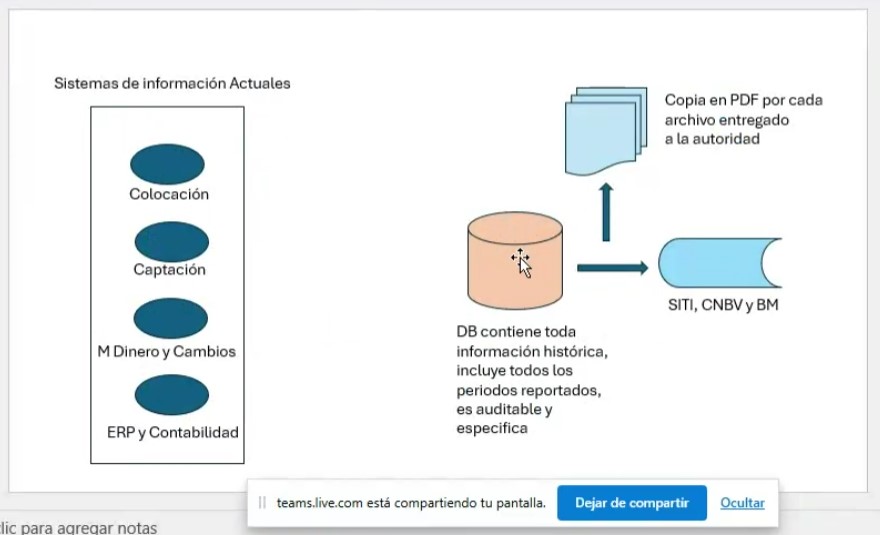 Sistemas de información Actuales
Colocación
Captación
M Dinero y Cambios
ERP y Contabilidad
Copia en PDF por cada
archivo entregado
a la autoridad
SITI, CNBV y BM
DB contiene toda
información histórica,
incluye todos los
periodos reportados,
es auditable y
especifica
teams.live.com está compartiendo tu pantalla.
Dejar de compartir
Ocultar
clic para agregar notas